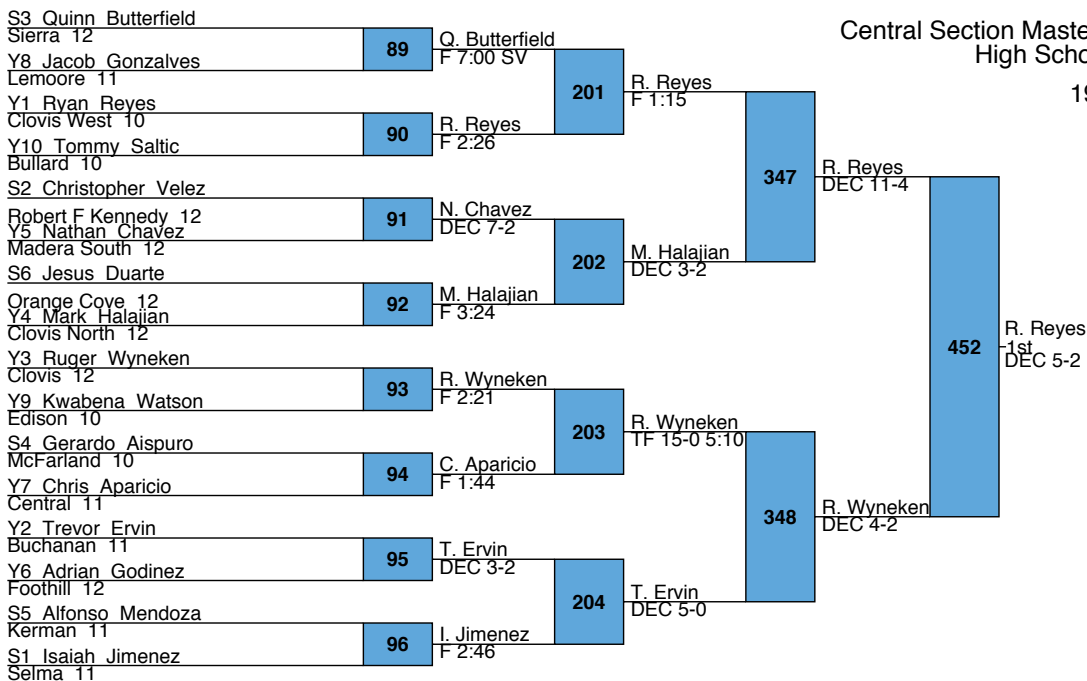 S3 Quinn Butterfield
Sierra 12
Y8 Jacob Gonzalves
Lemoore 11
Y1 Ryan Reyes
Clovis West 10
Y10 Tommy Saltic
Bullard 10
S2 Christopher Velez
Robert F Kennedy 12
Y5 Nathan Chavez
Madera South 12
S6 Jesus Duarte
Orange Cove 12
Y4 Mark Halajian
Clovis North 12
Y3 Ruger Wyneken
Clovis 12
Y9 Kwabena Watson
Edison 10
S4 Gerardo Aispuro
McFarland 10
Y7 Chris Aparicio
Central 11
Y2 Trevor Ervin
Buchanan 11
Y6 Adrian Godinez
Foothill 12
S5 Alfonso Mendoza
Kerman 11
S1 Isaiah Jimenez
Selma 11
89
90
91
92
93
94
95
96
Q. Butterfield
F 7:00 SV
R. Reyes
F 2:26
N. Chavez
DEC 7-2
M. Halajian
F 3:24
R. Wyneken
F 2:21
C. Aparicio
F 1:44
T. Ervin
DEC 3-2
I. Jimenez
F 2:46
201
202
203
204
R. Reyes
F 1:15
M. Halajian
DEC 3-2
R. Wyneken
TF 15-0 5:10
T. Ervin
DEC 5-0
347
348
R. Reyes
DEC 11-4
R. Wyneken
DEC 4-2
452
R. Reyes
1st
DEC 5-2
Central Section Maste
High Scho
19